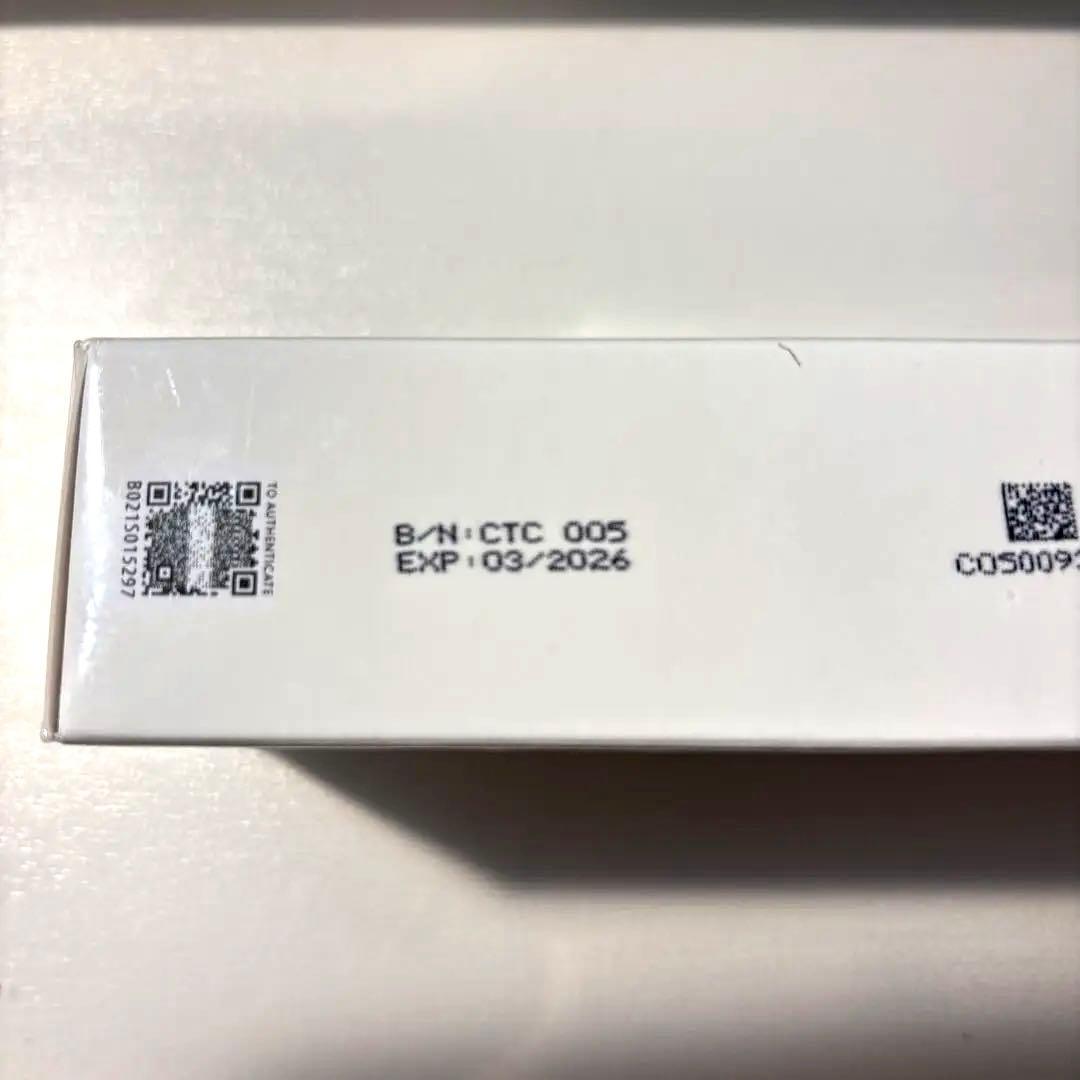 B021S015297
TO AUTHENTICATE
B/N:CTC 005
EXP:03/2026